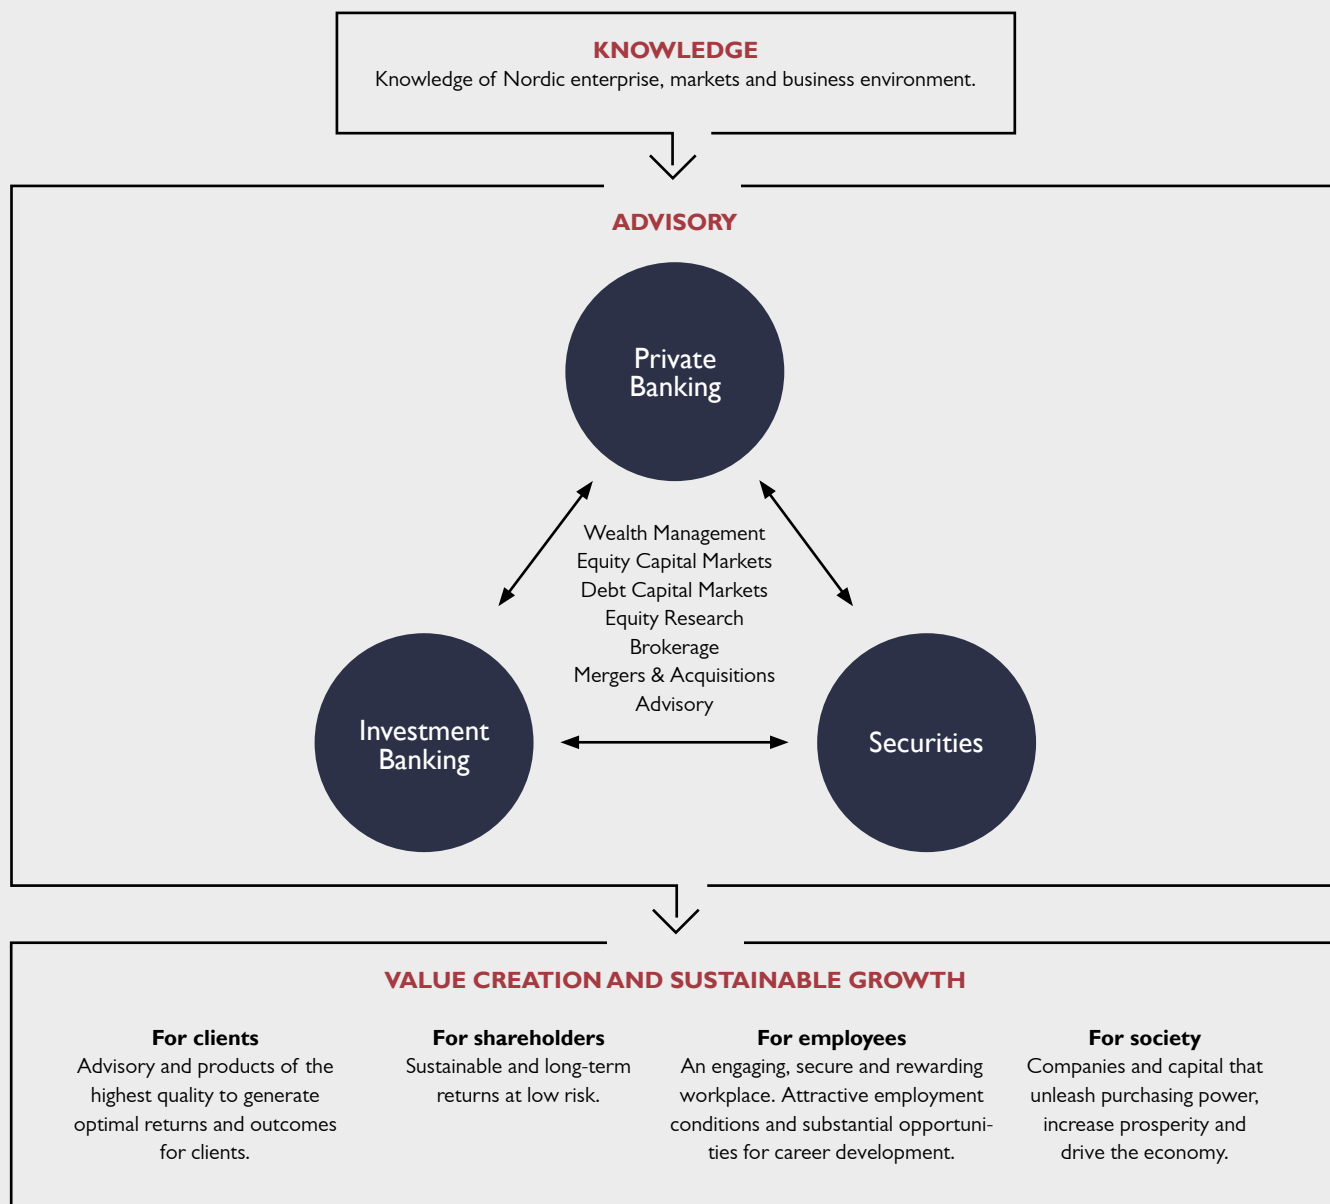 KNOWLEDGE
Knowledge of Nordic enterprise, markets and business environment.
ADVISORY
Private
Banking
Wealth Management
Equity Capital Markets
Debt Capital Markets
Equity Research
Brokerage
Mergers & Acquisitions
Advisory
Investment
Banking
Securities
VALUE CREATION AND SUSTAINABLE GROWTH
For clients
Advisory and products of the
highest quality to generate
optimal returns and outcomes
for clients.
For shareholders
Sustainable and long-term
returns at low risk.
For employees
An engaging, secure and rewarding
workplace. Attractive employment
conditions and substantial opportuni-
ties for career development.
For society
Companies and capital that
unleash purchasing power,
increase prosperity and
drive the economy.